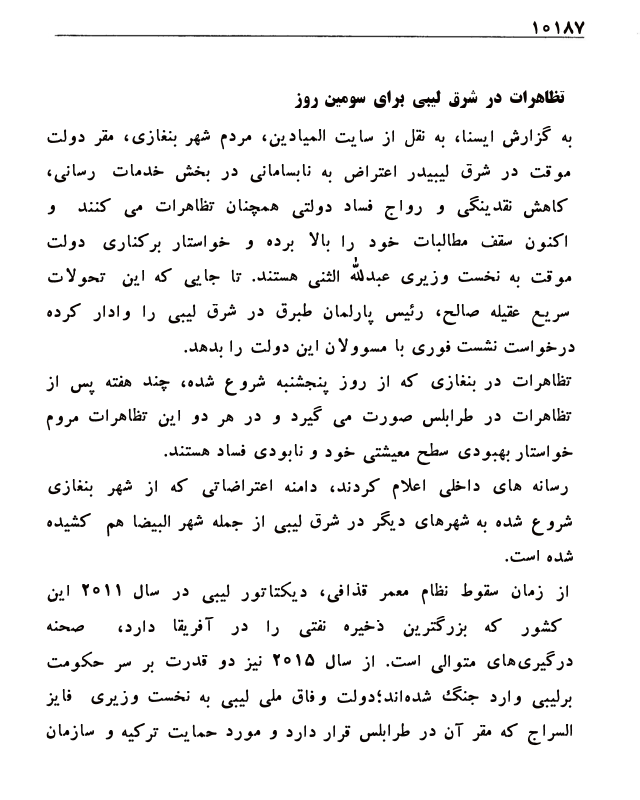 ۱۰۱۸۷
تظاهرات در شرق لیبی برای سومین روز
به گزارش ایسنا، به نقل از سایت المیادین، مردم شهر بنغازی، مقر دولت
موقت در شرق لیبیدر اعتراض به نابسامانی در بخش خدمات رسانی،
کاهش نقدینگی و رواج فساد دولتی همچنان تظاهرات می کنند و
اکنون سقف مطالبات خود را بالا برده و خواستار برکناری دولت
موقت به نخست وزیری عبدلله الثنی هستند. تا جایی که این تحولات
سریع عقیله صالح، رئیس پارلمان طبرق در شرق لیبی را وادار کرده
درخواست نشست فوری با مسوولان این دولت را بدهد.
تظاهرات در بنغازی که از روز پنجشنبه شروع شده، چند هفته پس از
تظاهرات در طرابلس صورت می گیرد و در هر دو این تظاهرات مروم
خواستار بهبودی سطح معیشتی خود و نابودی فساد هستند.
رسانه های داخلی اعلام کردند، دامنه اعتراضاتی که از شهر بنغازی
شروع شده به شهرهای دیگر در شرق لیبی از جمله شهر البیضا هم کشیده
شده است.
از زمان سقوط نظام معمر قذافی، دیکتاتور لیبی در سال ۲۰۱۱ این
کشور که بزرگترین ذخیره نفتی را در آفریقا دارد، صحنه
درگیری‌های متوالی است. از سال ۲۰۱۵ نیز دو قدرت بر سر حکومت
برلیبی وارد جنگ شده‌اند؛دولت وفاق ملی لیبی به نخست وزیری فایز
السراج که مقر آن در طرابلس قرار دارد و مورد حمایت ترکیه و سازمان